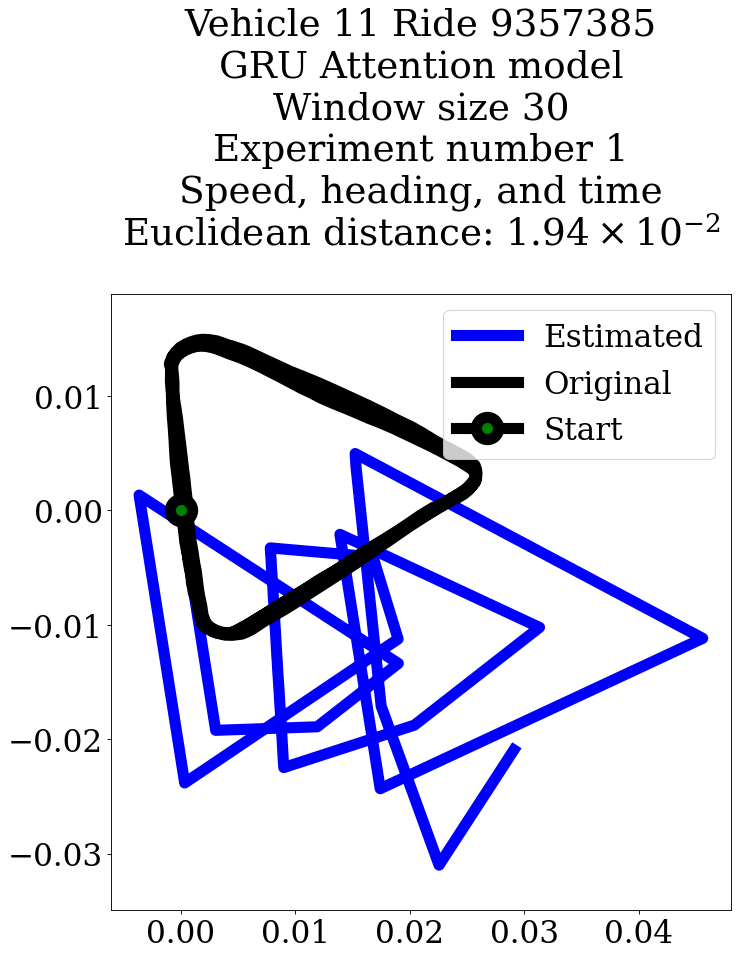 Vehicle 11 Ride 9357385
GRU Attention model
Window size 30
Experiment number 1
Speed, heading, and time
Euclidean distance: 1.94 × 10⁻²
Estimated
Original
Start
0.01
0.00
−0.01
−0.02
−0.03
0.00 0.01 0.02 0.03 0.04